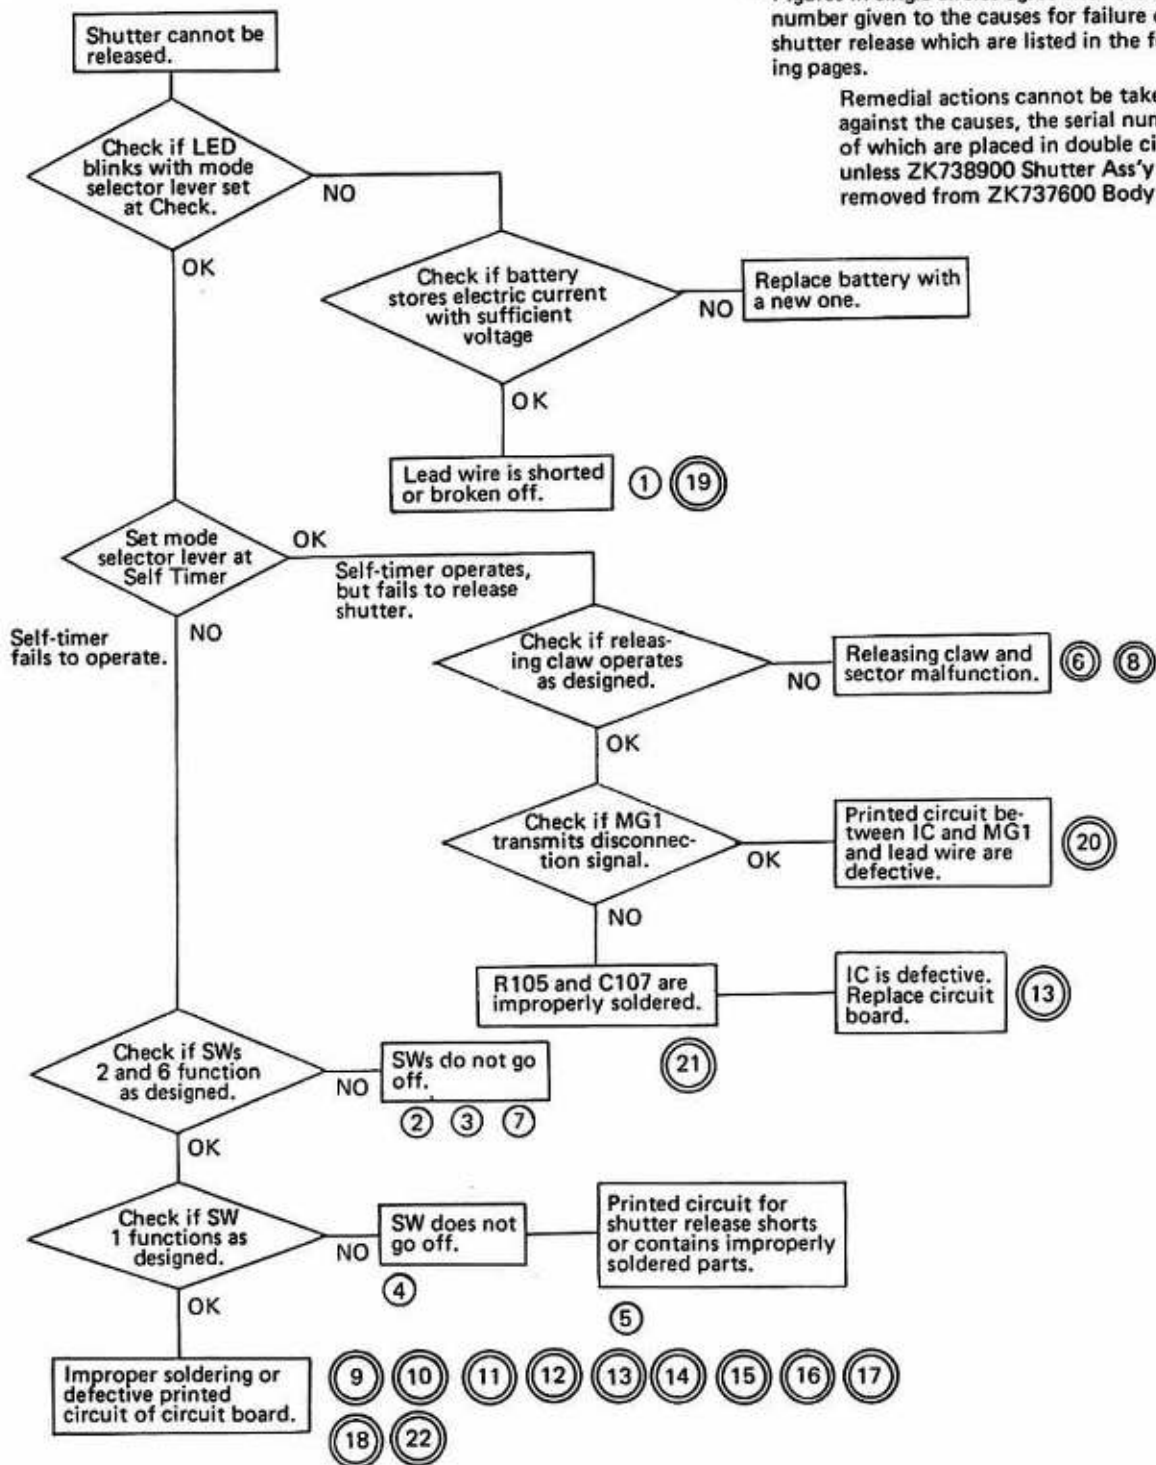 number given to the causes for failure
shutter release which are listed in the
ing pages.
Remedial actions cannot be
against the causes, the serial
of which are placed in double
unless ZK738900 Shutter Ass'y
removed from ZK737600 Body
Shutter cannot be
released.
Check if LED
blinks with mode
selector lever set
at Check.
NO
OK
Check if battery
stores electric current
with sufficient
voltage
NO
Replace battery with
a new one.
OK
Lead wire is shorted
or broken off.
1 19
Set mode
selector lever at
Self Timer
OK
Self-timer operates,
but fails to release
shutter.
NO
Self-timer
fails to operate.
Check if releas-
ing claw operates
as designed.
NO
Releasing claw and
sector malfunction.
6 8
OK
Check if MG1
transmits disconnec-
tion signal.
OK
Printed circuit be-
tween IC and MG1
and lead wire are
defective.
20
NO
R105 and C107 are
improperly soldered.
21
IC is defective.
Replace circuit
board.
13
Check if SWs
2 and 6 function
as designed.
NO
SWs do not go
off.
2 3 7
OK
Check if SW
1 functions as
designed.
NO
SW does not
go off.
4
Printed circuit for
shutter release shorts
or contains improperly
soldered parts.
5
OK
Improper soldering or
defective printed
circuit of circuit board.
9 10 11 12 13 14 15 16 17
18 22